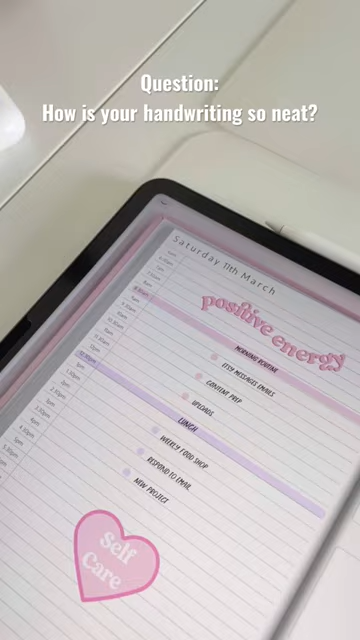 Question:
How is your handwriting so neat?
Saturday 11th March
positive energy
MORNING ROUTINE
ETSY MESSAGES EMAILS
CONTENT PREP
UPLOADS
LUNCH
WEEKLY FOOD SHOP
RESPOND TO EMAIL
NEW PROJECT
Self
Care